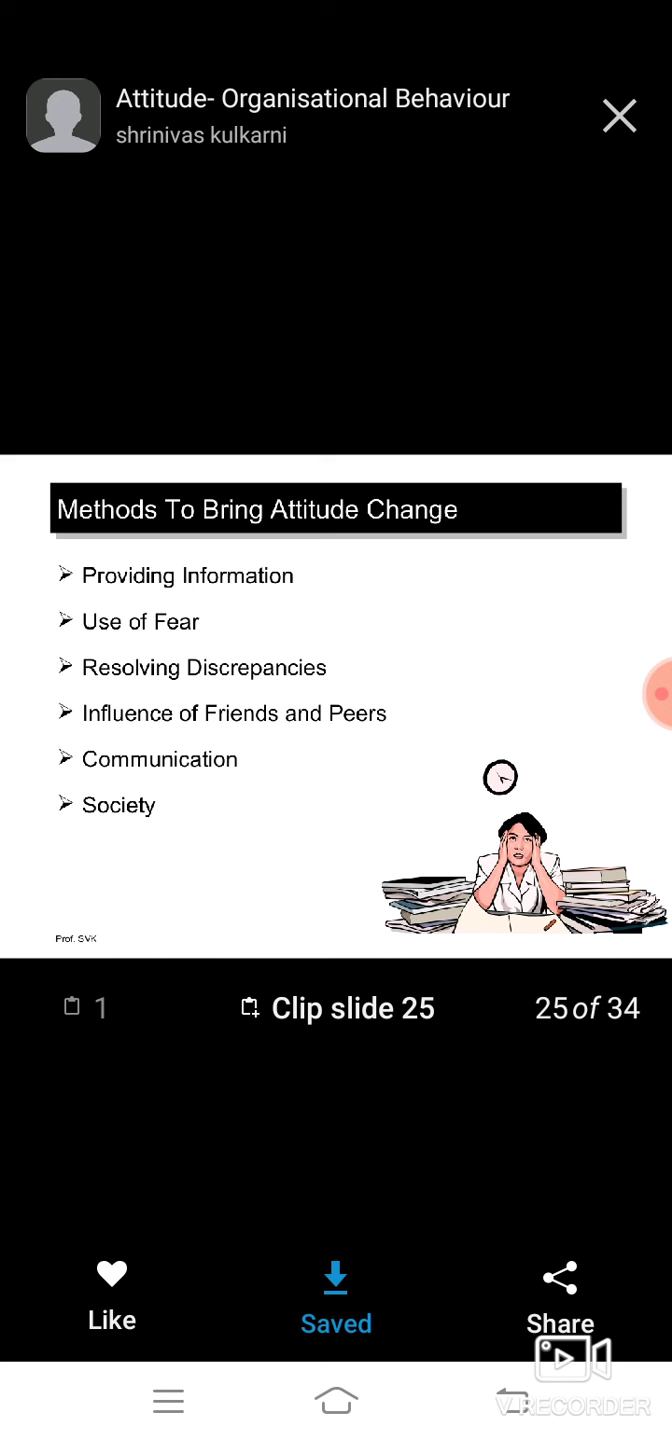 Attitude- Organisational Behaviour
shrinivas kulkarni
Methods To Bring Attitude Change
Providing Information
Use of Fear
Resolving Discrepancies
Influence of Friends and Peers
Communication
Society
Prof. SVK
1
Clip slide 25
25 of 34
Like
Saved
Share
V RECORDER